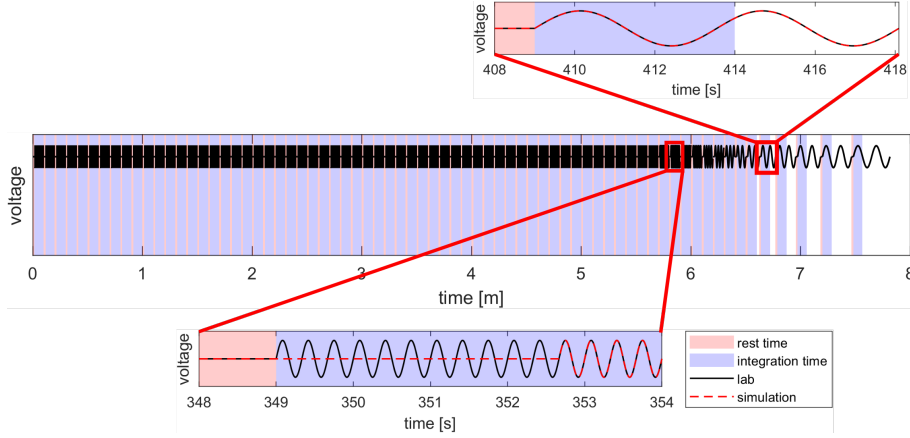 voltage
408 410 412 414 416 418
time [s]
voltage
0 1 2 3 4 5 6 7 8
time [m]
voltage
348 349 350 351 352 353 354
time [s]
rest time
integration time
lab
simulation